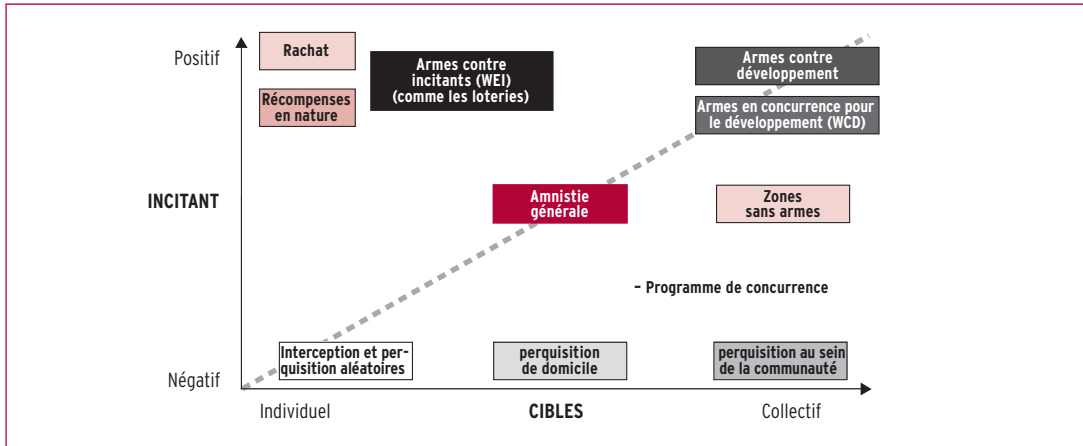 Positif
Rachat
Armes contre
incitants (WEI)
(comme les loteries)
Armes contre
développement
Récompenses
en nature
Armes en concurrence pour
le développement (WCD)
INCITANT
Amnistie
générale
Zones
sans armes
– Programme de concurrence
Interception et per-
quisition aléatoires
perquisition
de domicile
perquisition au sein
de la communauté
Négatif
Individuel
CIBLES
Collectif